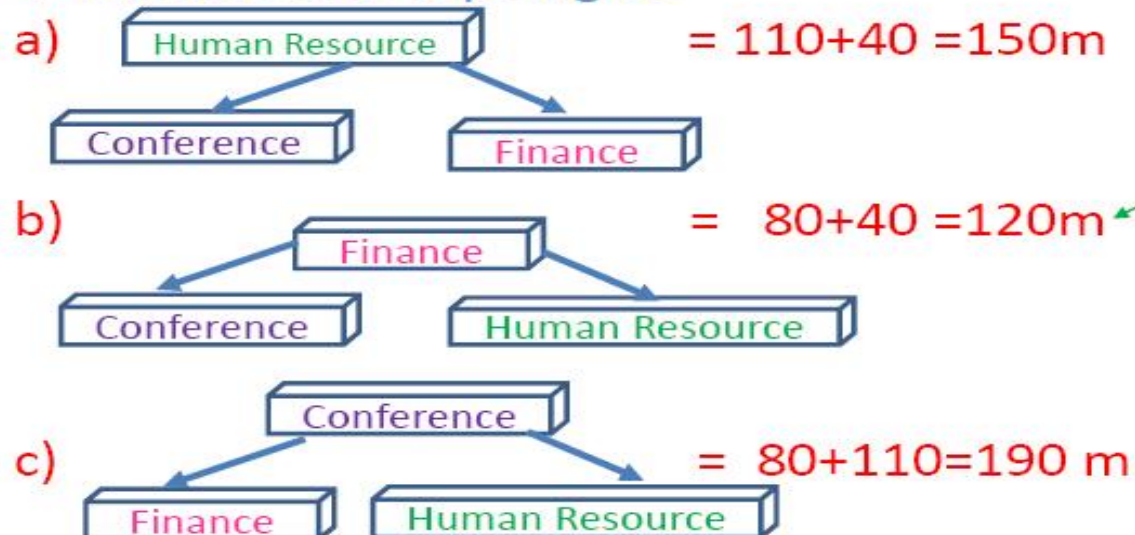 a) Human Resource = 110+40 =150m
Conference Finance
b) Finance = 80+40 =120m
Conference Human Resource
Conference
c) = 80+110=190 m
Finance Human Resource